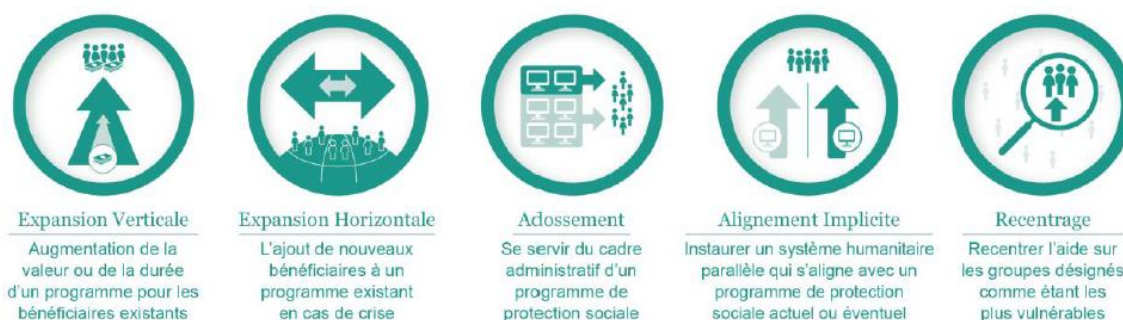 Expansion Verticale
Augmentation de la
valeur ou de la durée
d'un programme pour les
bénéficiaires existants
Expansion Horizontale
L'ajout de nouveaux
bénéficiaires à un
programme existant
en cas de crise
Adossement
Se servir du cadre
administratif d'un
programme de
protection sociale
Alignement Implicite
Instaurer un système humanitaire
parallèle qui s'aligne avec un
programme de protection
sociale actuel ou éventuel
Recentrage
Recentrer l'aide sur
les groupes désignés
comme étant les
plus vulnérables